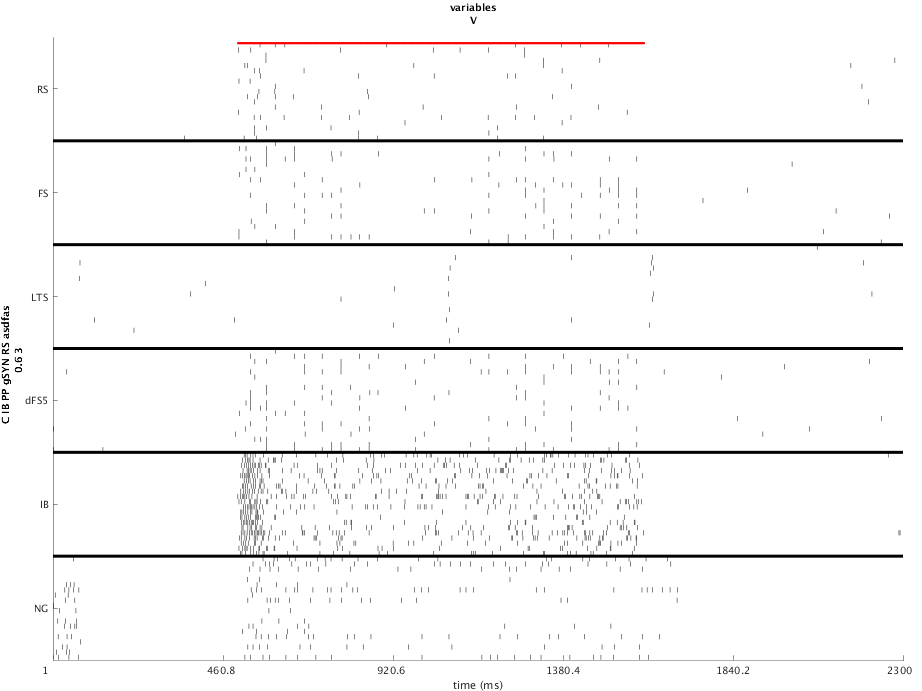 variables
V
RS
FS
LTS
dFS5
IB
NG
C IB PP gSYN RS asdfas
0.6 3
1
460.8
920.6
1380.4
1840.2
2300
time (ms)